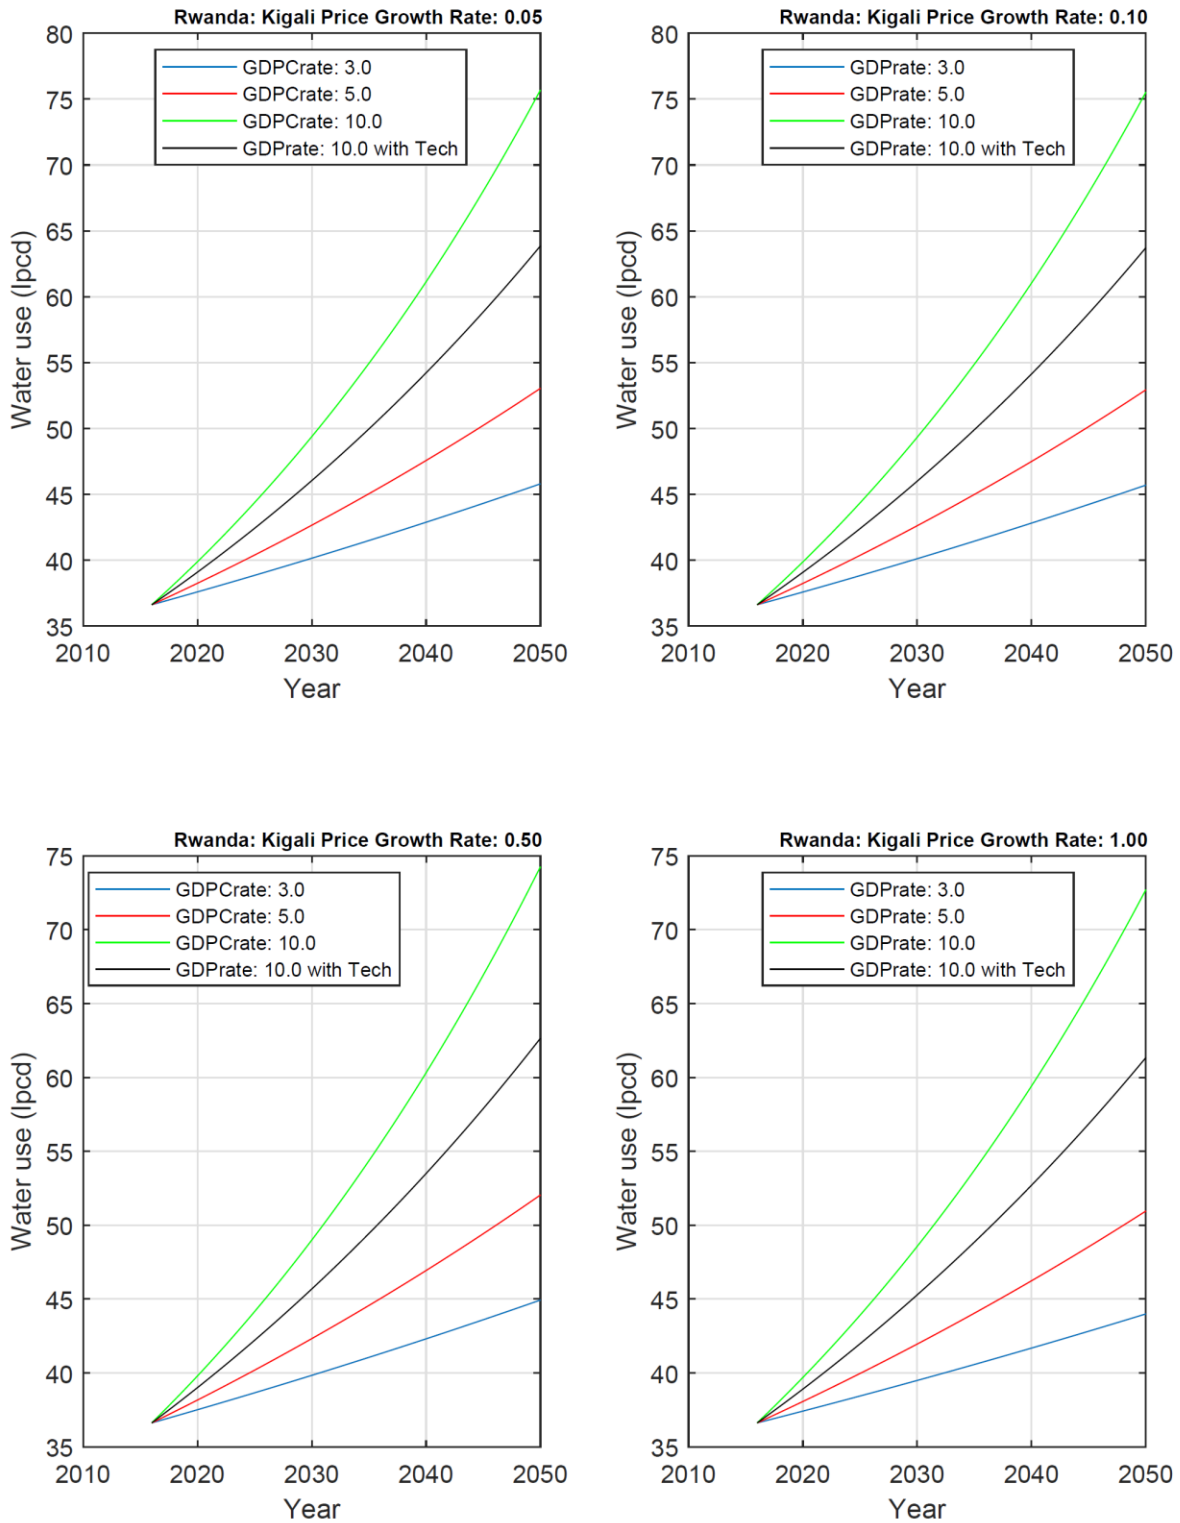 Rwanda: Kigali Price Growth Rate: 0.05
80
75
70
65
60
55
50
45
40
35
Water use (lpcd)
GDPCrate: 3.0
GDPCrate: 5.0
GDPCrate: 10.0
GDPrate: 10.0 with Tech
2010 2020 2030 2040 2050
Year
Rwanda: Kigali Price Growth Rate: 0.10
80
75
70
65
60
55
50
45
40
35
Water use (lpcd)
GDPrate: 3.0
GDPrate: 5.0
GDPrate: 10.0
GDPrate: 10.0 with Tech
2010 2020 2030 2040 2050
Year
Rwanda: Kigali Price Growth Rate: 0.50
75
70
65
60
55
50
45
40
35
Water use (lpcd)
GDPCrate: 3.0
GDPCrate: 5.0
GDPCrate: 10.0
GDPrate: 10.0 with Tech
2010 2020 2030 2040 2050
Year
Rwanda: Kigali Price Growth Rate: 1.00
75
70
65
60
55
50
45
40
35
Water use (lpcd)
GDPrate: 3.0
GDPrate: 5.0
GDPrate: 10.0
GDPrate: 10.0 with Tech
2010 2020 2030 2040 2050
Year